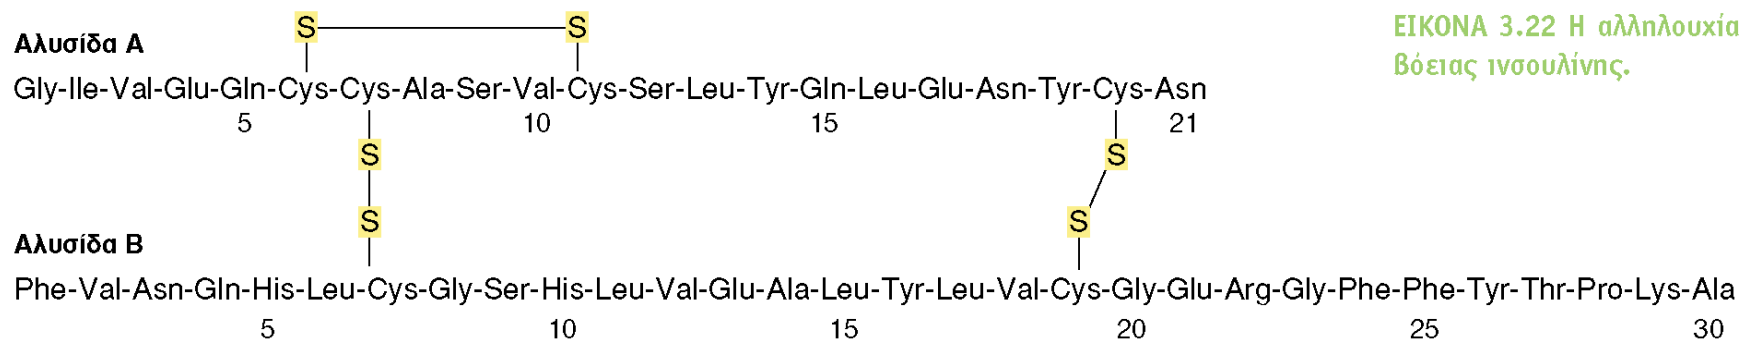 ΕΙΚΟΝΑ 3.22 Η αλληλουχία
βόειας ινσουλίνης.
S S
Αλυσίδα Α
Gly-Ile-Val-Glu-Gln-Cys-Cys-Ala-Ser-Val-Cys-Ser-Leu-Tyr-Gln-Leu-Glu-Asn-Tyr-Cys-Asn
5 10 15 21
S S
S S
Αλυσίδα Β
Phe-Val-Asn-Gln-His-Leu-Cys-Gly-Ser-His-Leu-Val-Glu-Ala-Leu-Tyr-Leu-Val-Cys-Gly-Glu-Arg-Gly-Phe-Phe-Tyr-Thr-Pro-Lys-Ala
5 10 15 20 25 30